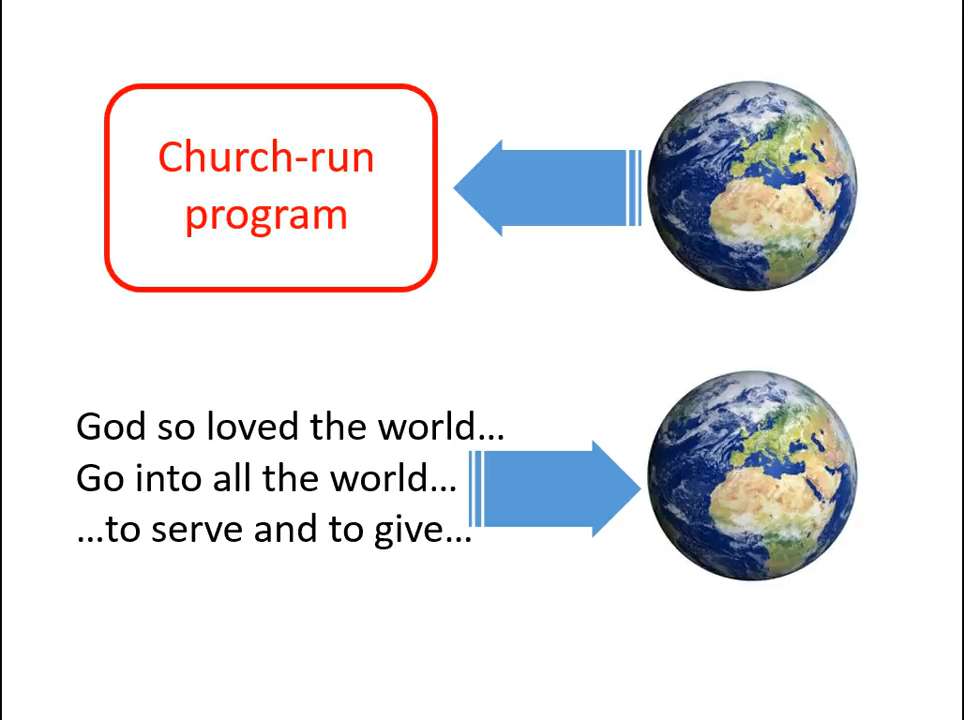 Church-run
program
God so loved the world…
Go into all the world…
…to serve and to give…